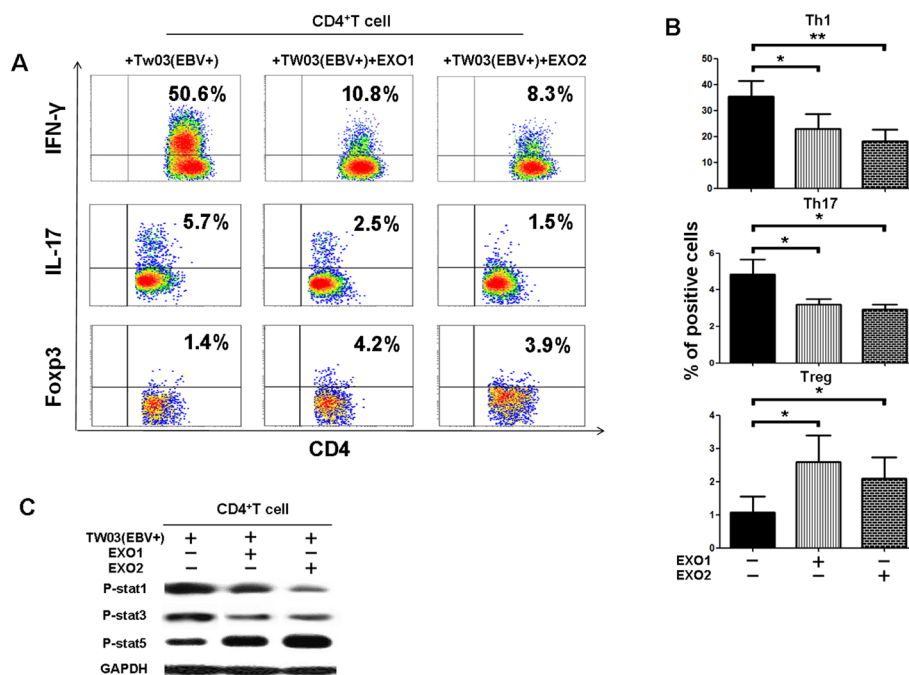 A
CD4⁺T cell
+Tw03(EBV+) +TW03(EBV+)+EXO1 +TW03(EBV+)+EXO2
IFN-γ
50.6% 10.8% 8.3%
IL-17
5.7% 2.5% 1.5%
Foxp3
1.4% 4.2% 3.9%
CD4
B
% of positive cells
Th1
**
*
50
40
30
20
10
0
Th17
*
*
6
4
2
0
Treg
*
*
4
3
2
1
0
EXO1 − + −
EXO2 − − +
C
CD4⁺T cell
TW03(EBV+) + + +
EXO1 − + −
EXO2 − − +
P-stat1
P-stat3
P-stat5
GAPDH